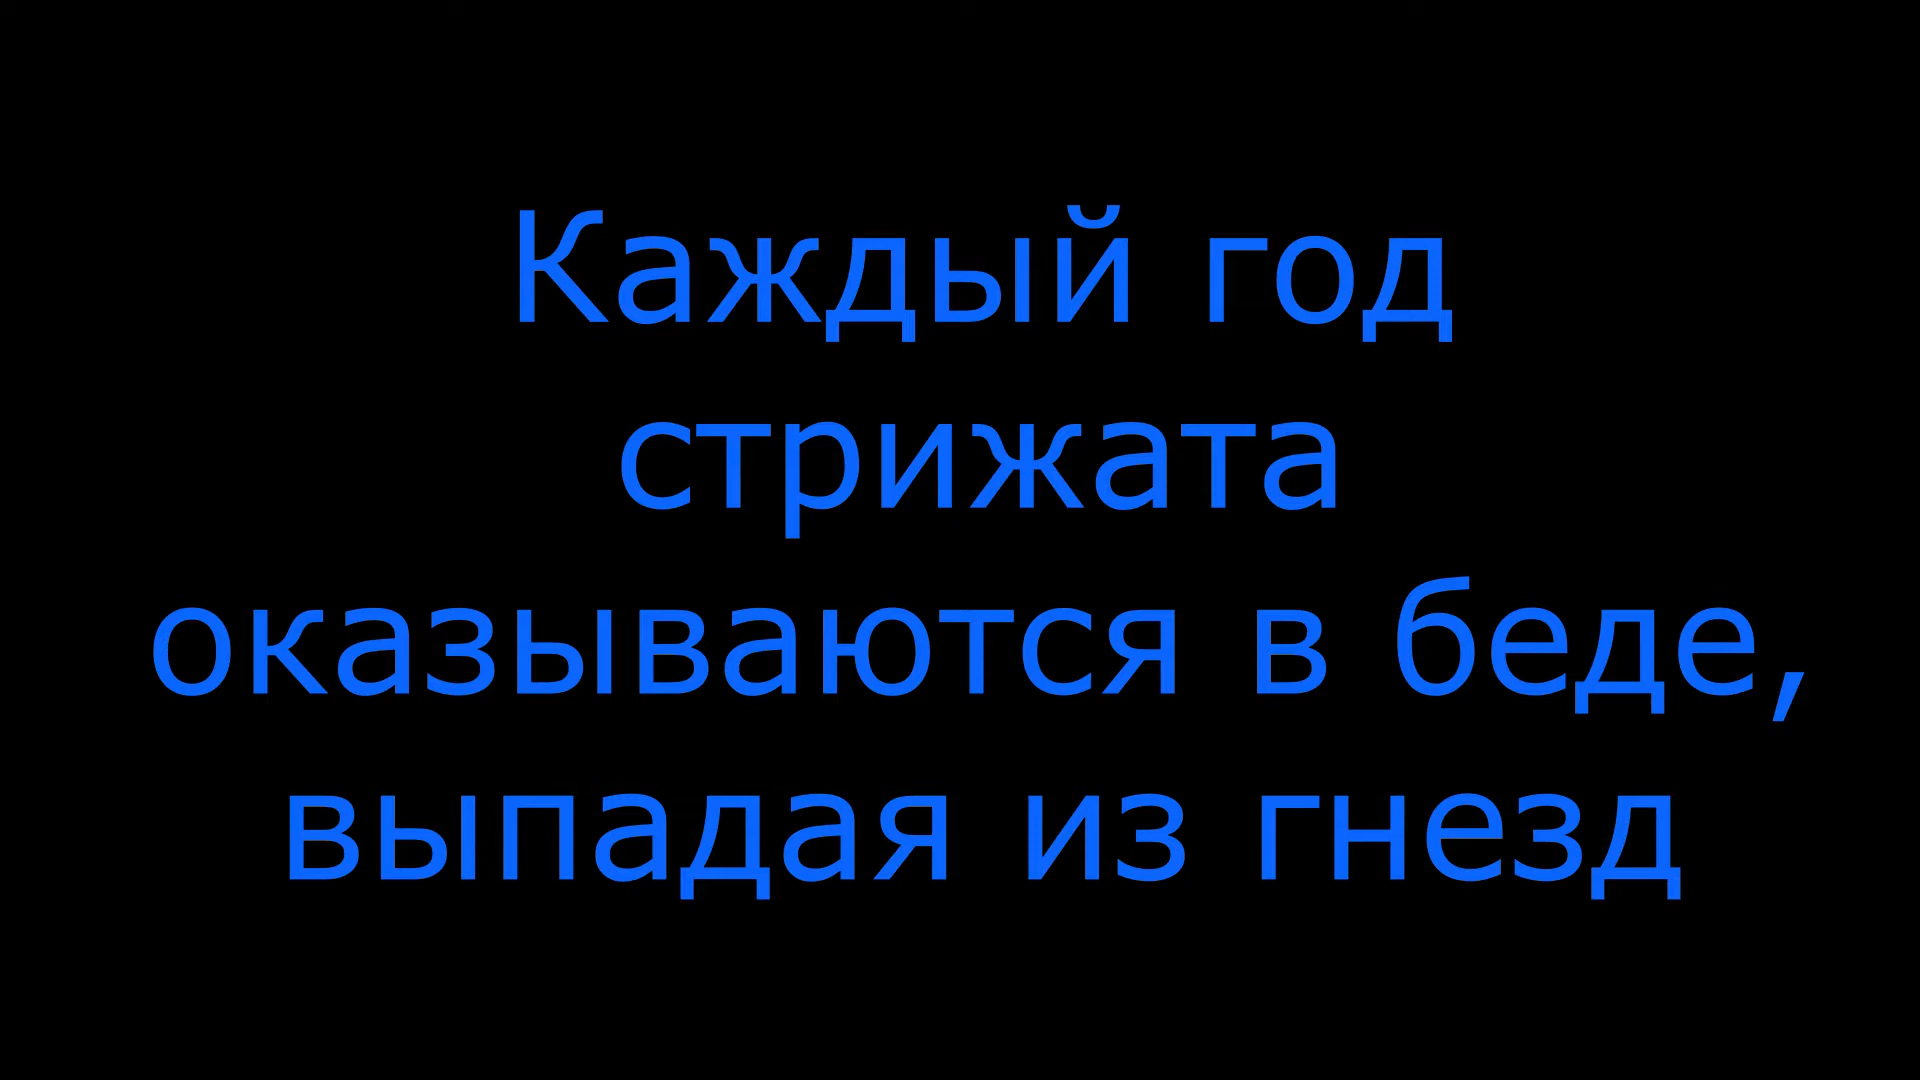 Каждый год
стрижата
оказываются в беде,
выпадая из гнезд